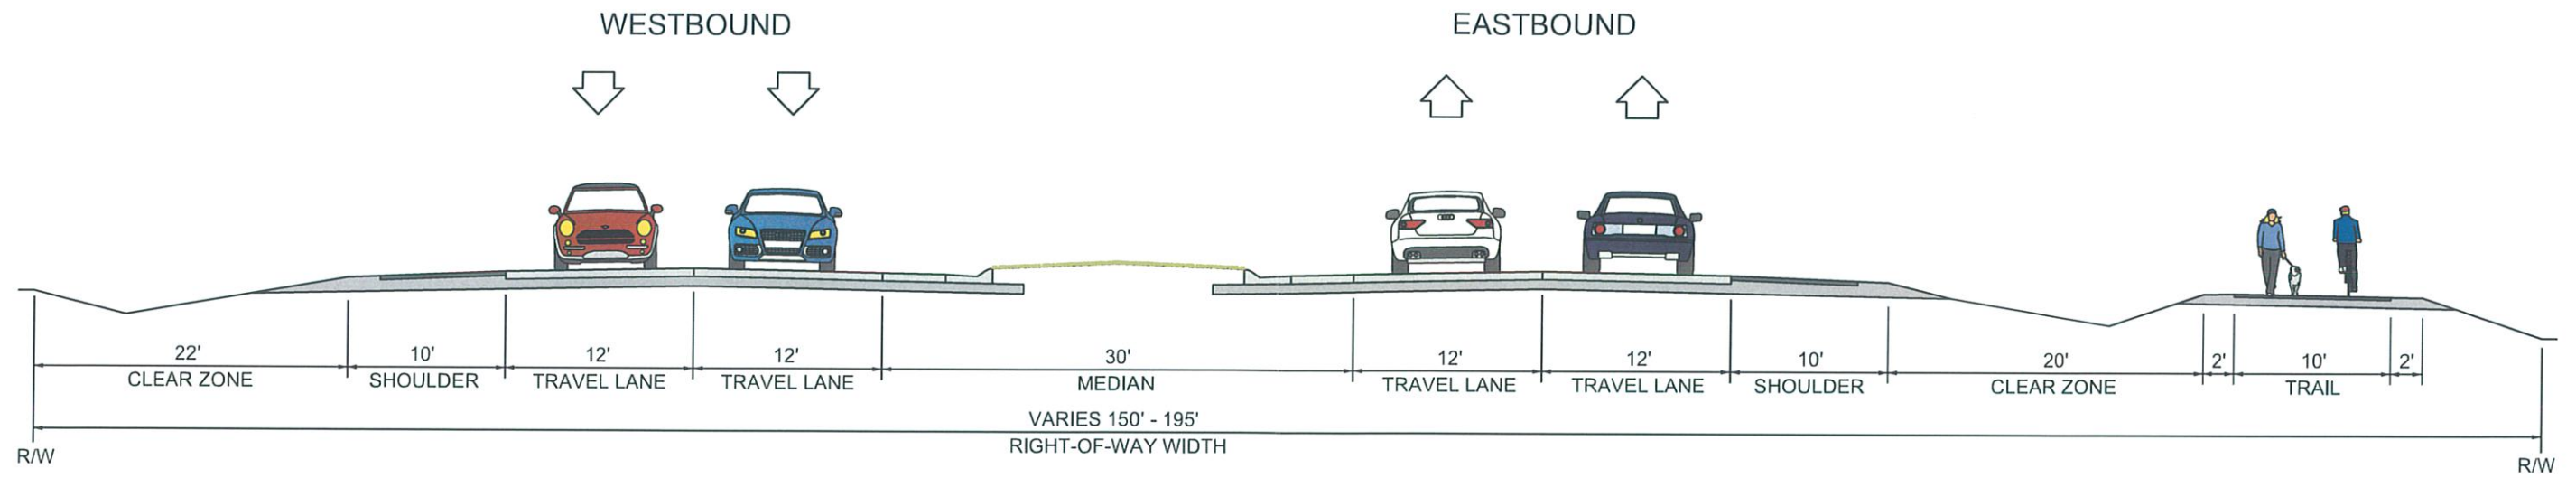 WESTBOUND
EASTBOUND
22'
CLEAR ZONE
10'
SHOULDER
12'
TRAVEL LANE
12'
TRAVEL LANE
30'
MEDIAN
12'
TRAVEL LANE
12'
TRAVEL LANE
10'
SHOULDER
20'
CLEAR ZONE
2'
10'
TRAIL
2'
VARIES 150' - 195'
RIGHT-OF-WAY WIDTH
R/W
R/W